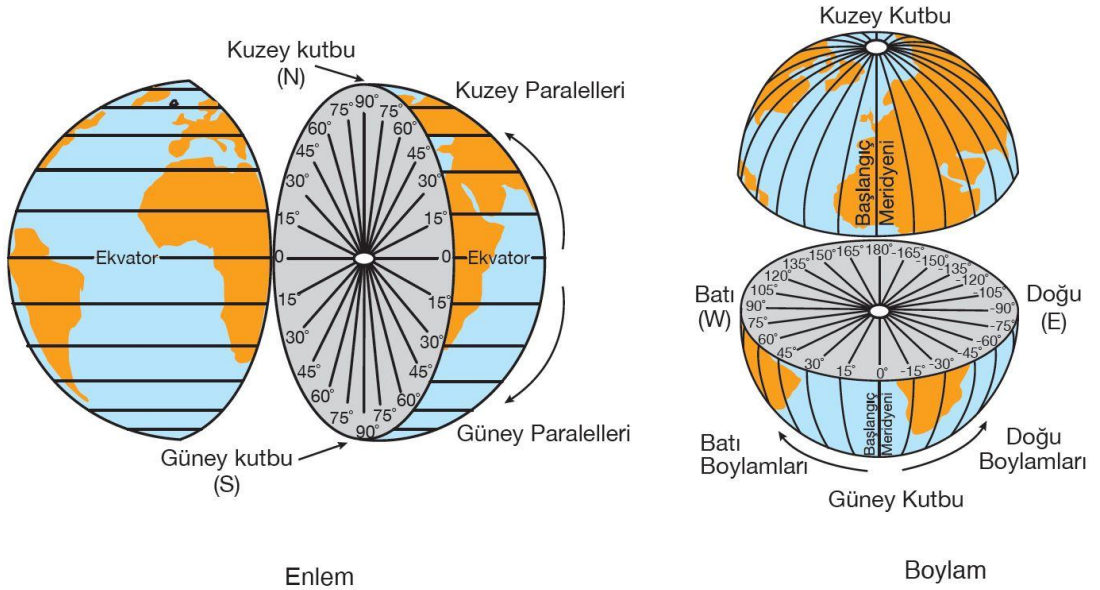 Kuzey kutbu
(N)
Kuzey Paralelleri
90°
75° 75°
60° 60°
45° 45°
30° 30°
15° 15°
Ekvator 0 0 Ekvator
15 15°
30° 30°
45° 45°
60° 60°
75° 75°
90°
Güney kutbu
(S)
Güney Paralelleri
Enlem
Kuzey Kutbu
Başlangıç
Meridyeni
180°
165° -165°
150° -150°
135° -135°
120° -120°
105° -105°
90° -90°
75° -75°
60° -60°
45° -45°
30° -30°
15° -15°
0°
Batı
(W)
Doğu
(E)
Başlangıç
Meridyeni
Batı
Boylamları
Doğu
Boylamları
Güney Kutbu
Boylam